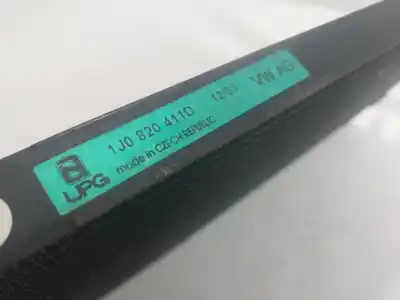 1J0 820 411D 12/03 VW AG
made in CZECH REPUBLIC
UPG